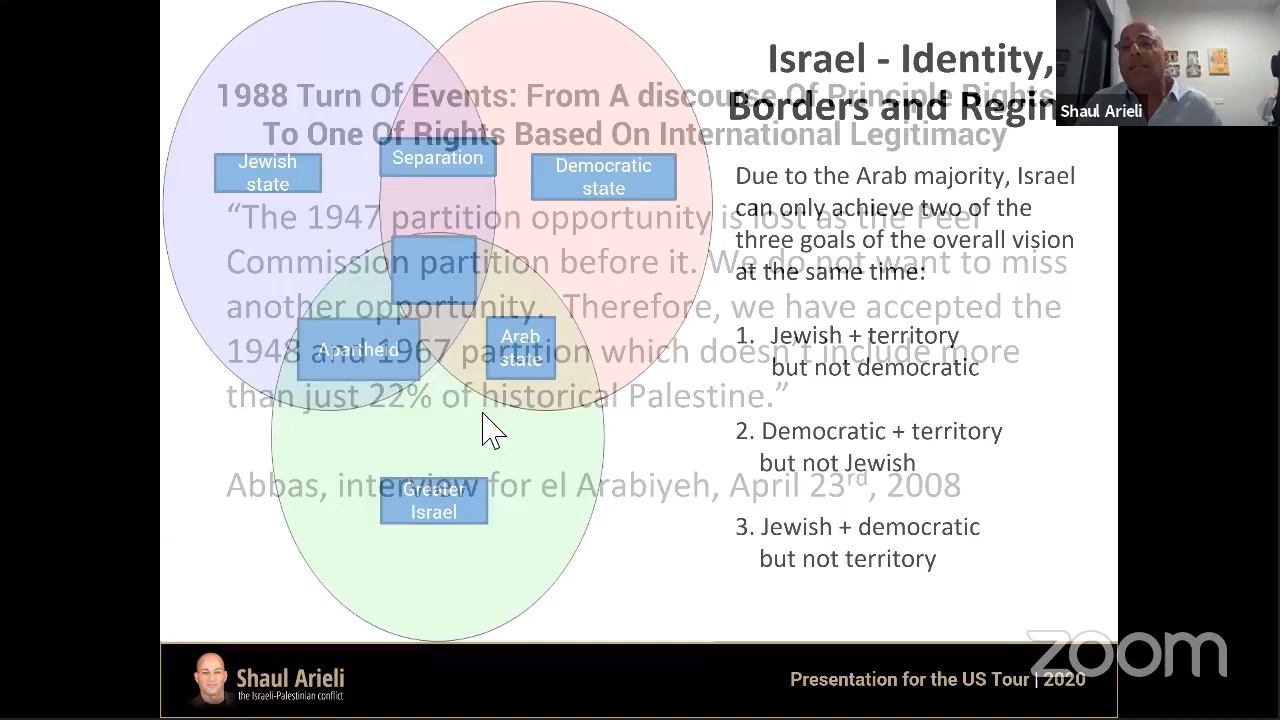 Israel - Identity,
Borders and Regim
Shaul Arieli
1988 Turn Of Events: From A discourse Of Principle Rights
To One Of Rights Based On International Legitimacy
Jewish
state
Separation
Democratic
state
Apartheid
Arab
state
Greater
Israel
Due to the Arab majority, Israel
can only achieve two of the
three goals of the overall vision
at the same time:
1. Jewish + territory
but not democratic
2. Democratic + territory
but not Jewish
3. Jewish + democratic
but not territory
“The 1947 partition opportunity is lost as the Peel
Commission partition before it. We do not want to miss
another opportunity. Therefore, we have accepted the
1948 and 1967 partition which doesn't include more
than just 22% of historical Palestine.”
Abbas, interview for el Arabiyeh, April 23rd, 2008
Shaul Arieli
the Israeli-Palestinian conflict
Presentation for the US Tour | 2020
zoom